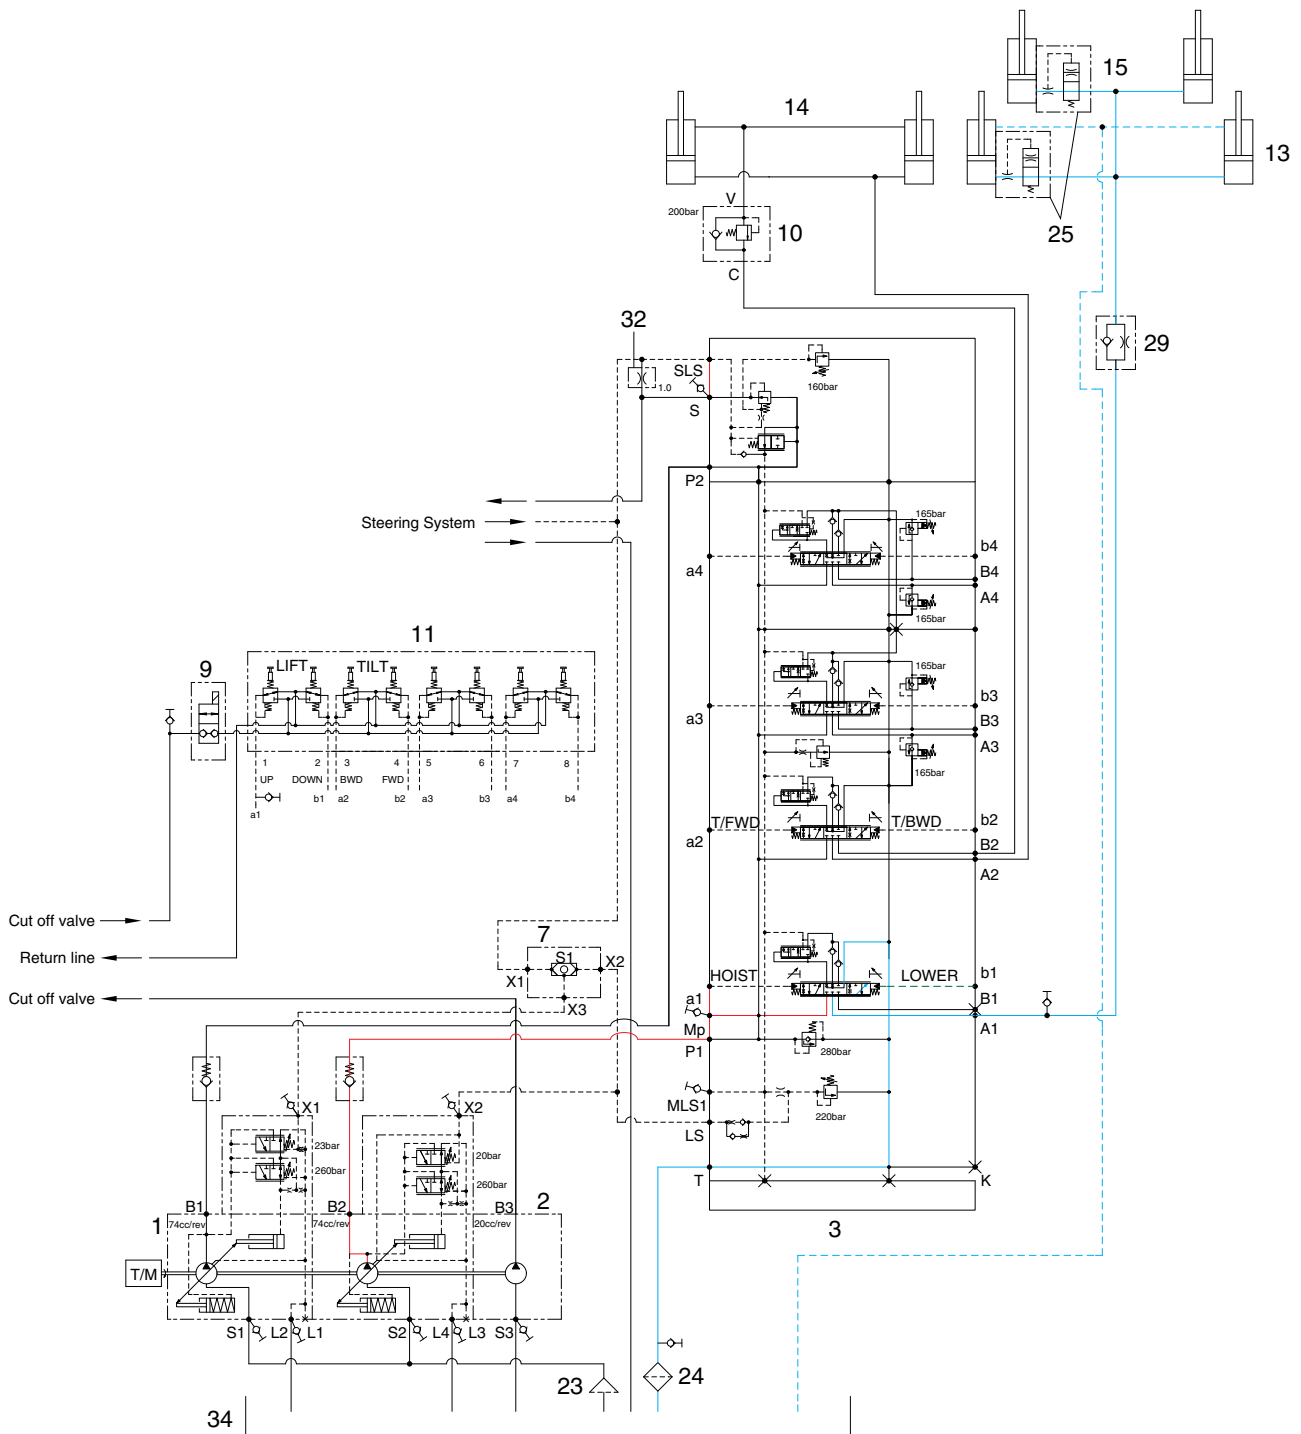 15
14
13
V
200bar
10
25
C
32
29
SLS
160bar
1.0
S
P2
165bar
Steering System
b4
a4
B4
A4
165bar
11
9
LIFT
TILT
165bar
b3
a3
B3
A3
1 2 3 4 5 6 7 8
UP DOWN BWD FWD
165bar
a1 b1 a2 b2 a3 b3 a4 b4
T/FWD
T/BWD
b2
a2
B2
A2
Cut off valve
7
Return line
S1
X2
X1
HOIST
LOWER
b1
Cut off valve
X3
a1
B1
Mp
A1
P1
280bar
X1
X2
MLS1
220bar
LS
23bar
20bar
260bar
260bar
T
K
B1
B2
B3
2
1
74cc/rev
74cc/rev
20cc/rev
3
T/M
S1
L2
L1
S2
L4
L3
S3
23
24
34